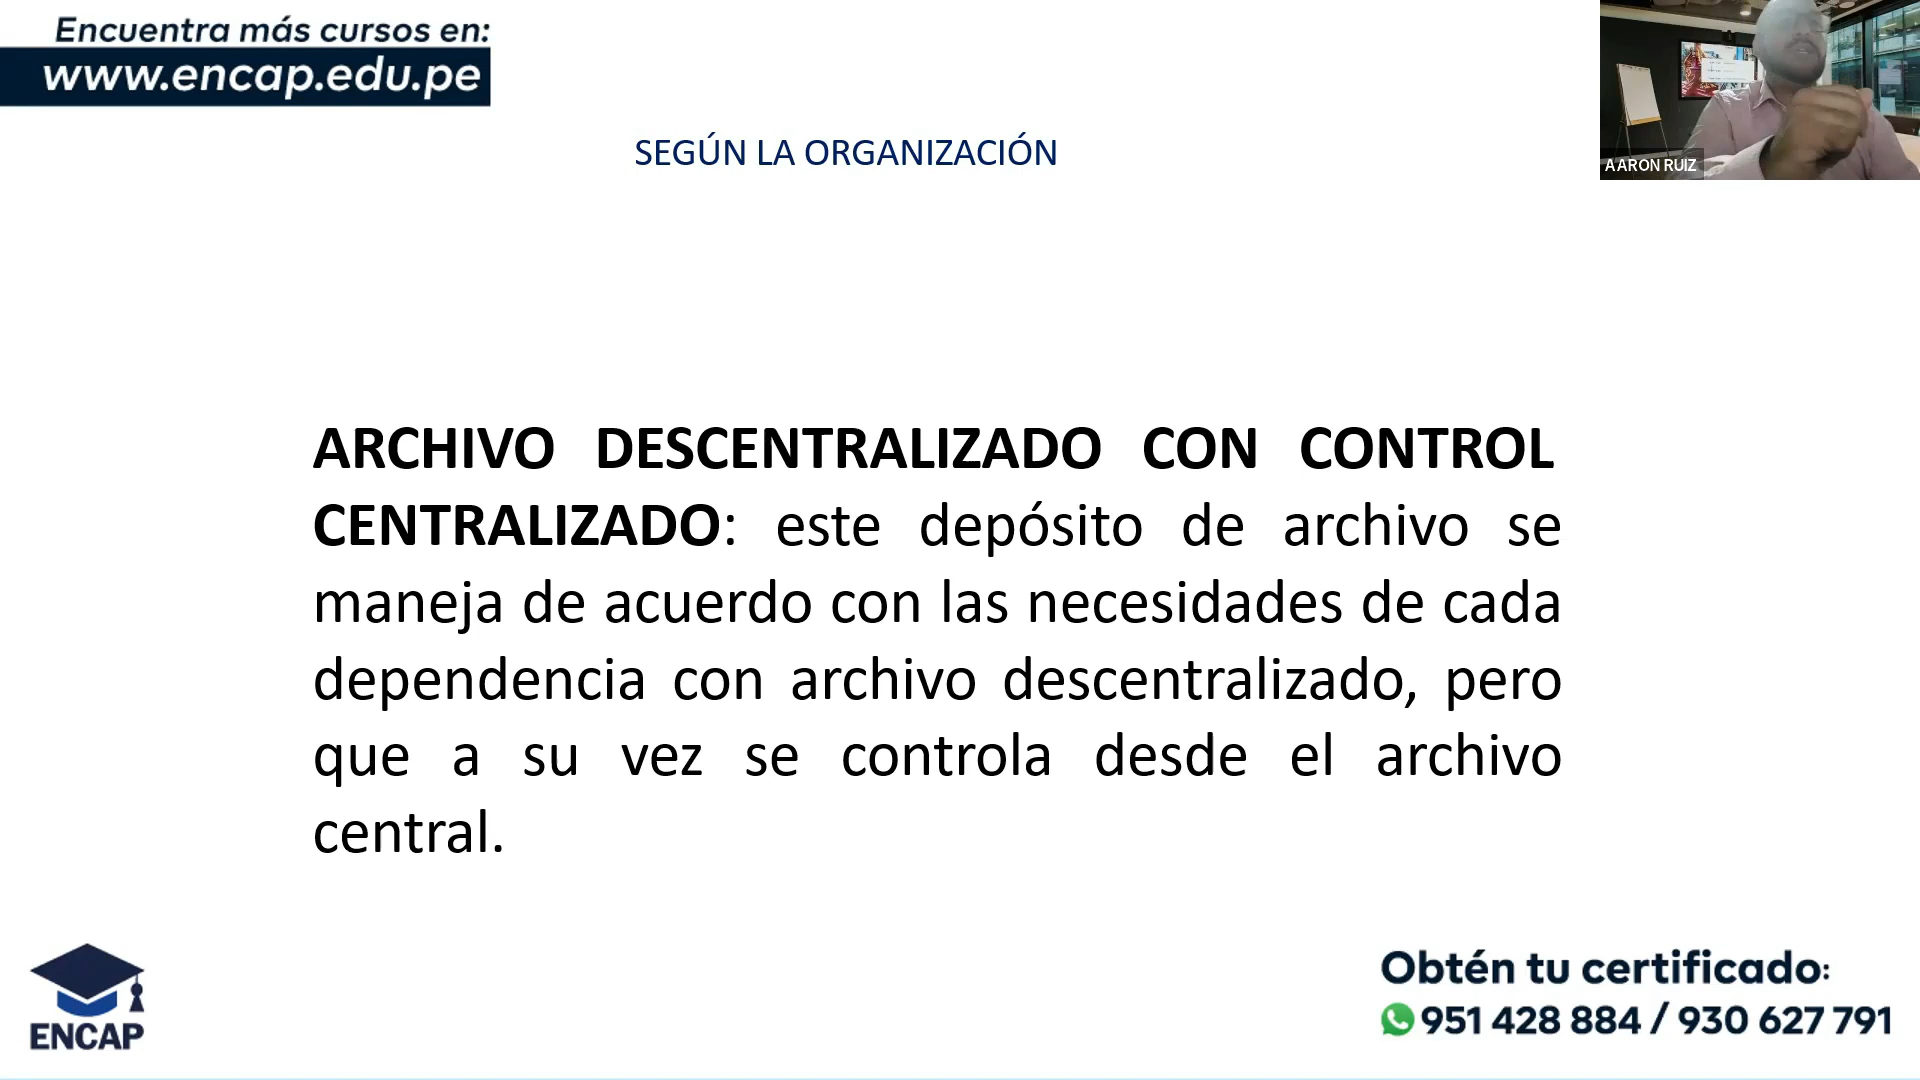 Encuentra más cursos en:
www.encap.edu.pe
AARON RUIZ
SEGÚN LA ORGANIZACIÓN
ARCHIVO DESCENTRALIZADO CON CONTROL
CENTRALIZADO: este depósito de archivo se
maneja de acuerdo con las necesidades de cada
dependencia con archivo descentralizado, pero
que a su vez se controla desde el archivo
central.
ENCAP
Obtén tu certificado:
951 428 884 / 930 627 791